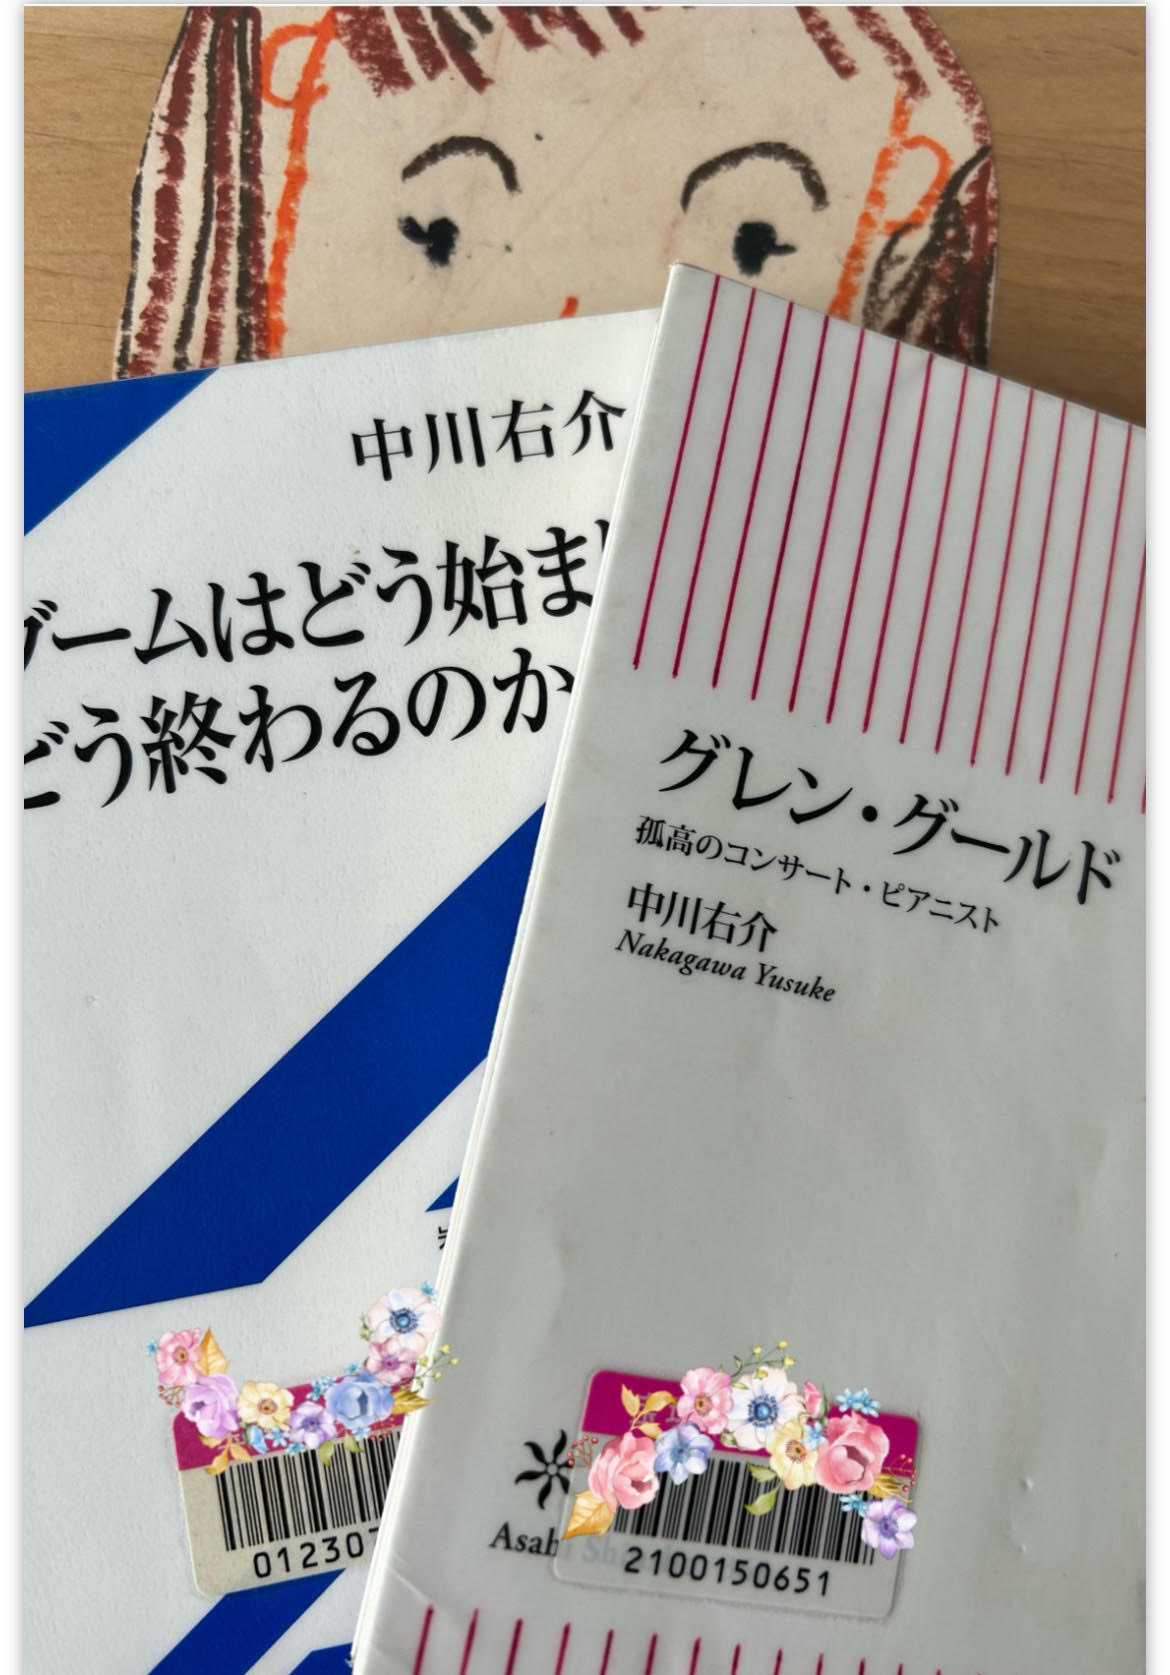 中川右介
ームはどう始ま
どう終わるのか
012307
グレン・グールド
孤高のコンサート・ピアニスト
中川右介
Nakagawa Yusuke
Asahi
2100150651